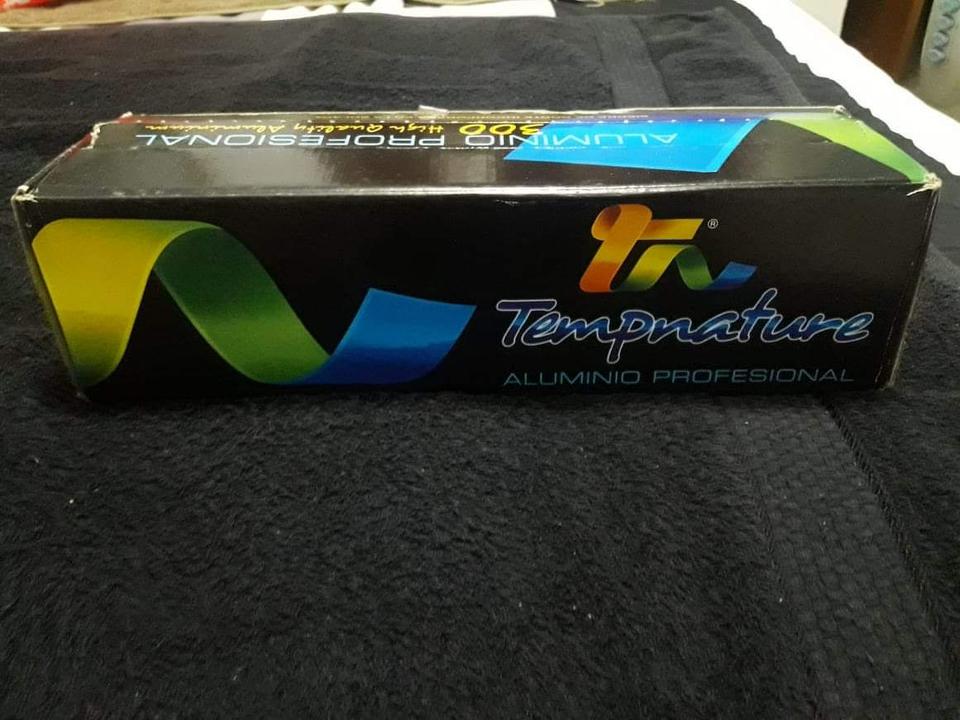 ALUMINIO PROFESIONAL
300 High Quality Aluminium
TN®
Tempnature
ALUMINIO PROFESIONAL